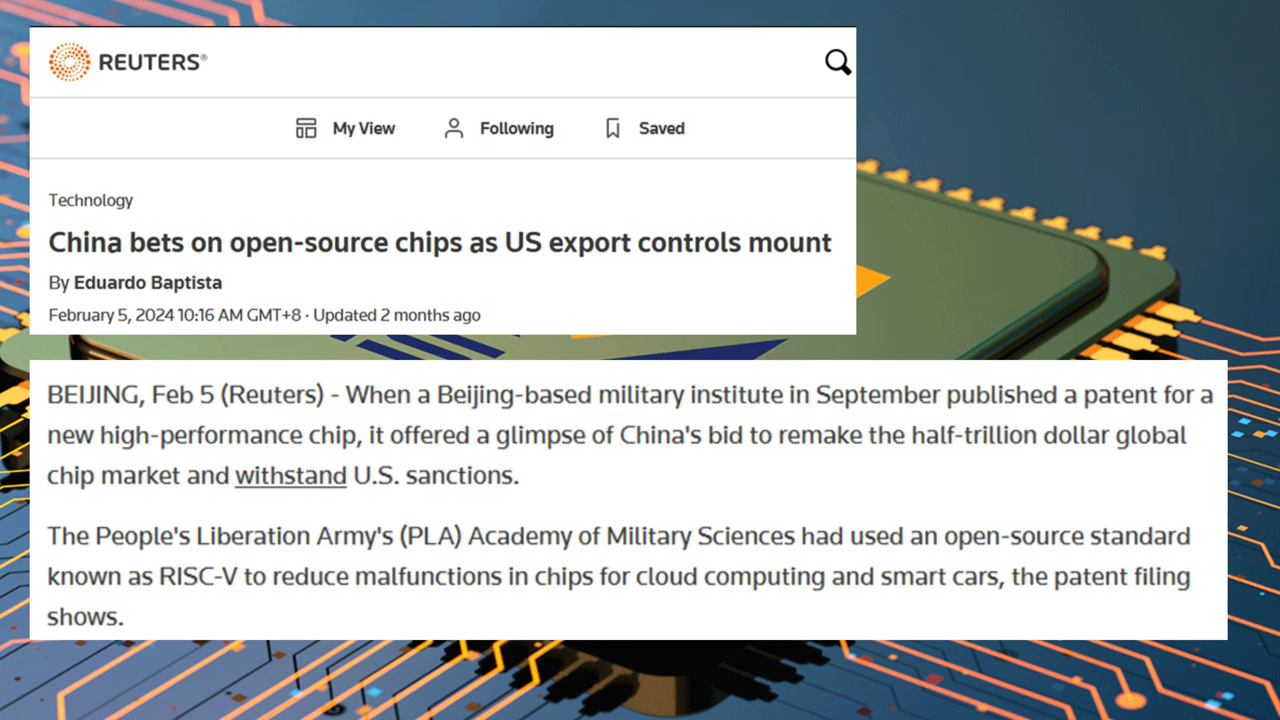 REUTERS®
My View Following Saved
Technology
China bets on open-source chips as US export controls mount
By Eduardo Baptista
February 5, 2024 10:16 AM GMT+8 · Updated 2 months ago
BEIJING, Feb 5 (Reuters) - When a Beijing-based military institute in September published a patent for a
new high-performance chip, it offered a glimpse of China's bid to remake the half-trillion dollar global
chip market and withstand U.S. sanctions.
The People's Liberation Army's (PLA) Academy of Military Sciences had used an open-source standard
known as RISC-V to reduce malfunctions in chips for cloud computing and smart cars, the patent filing
shows.